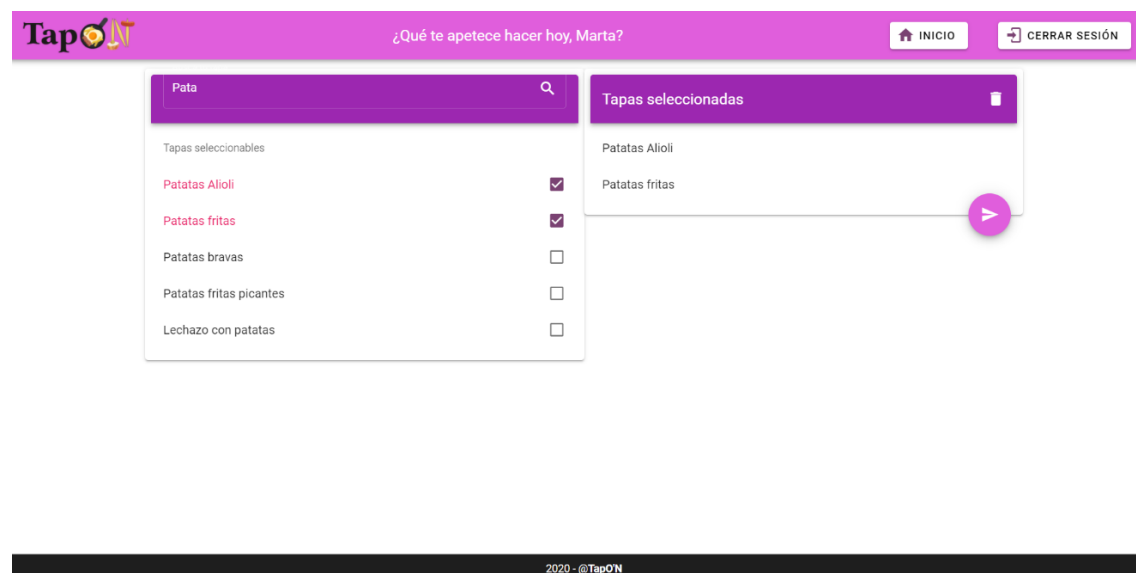 TapO'N
¿Qué te apetece hacer hoy, Marta?
INICIO
CERRAR SESIÓN
Pata
Tapas seleccionables
Patatas Alioli
Patatas fritas
Patatas bravas
Patatas fritas picantes
Lechazo con patatas
Tapas seleccionadas
Patatas Alioli
Patatas fritas
2020 - @TapO'N